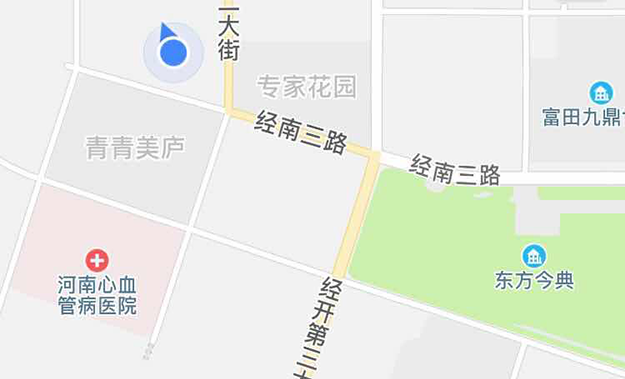 大街
专家花园
富田九鼎
经南三路
经南三路
青青美庐
河南心血
管病医院
东方今典
经开第三